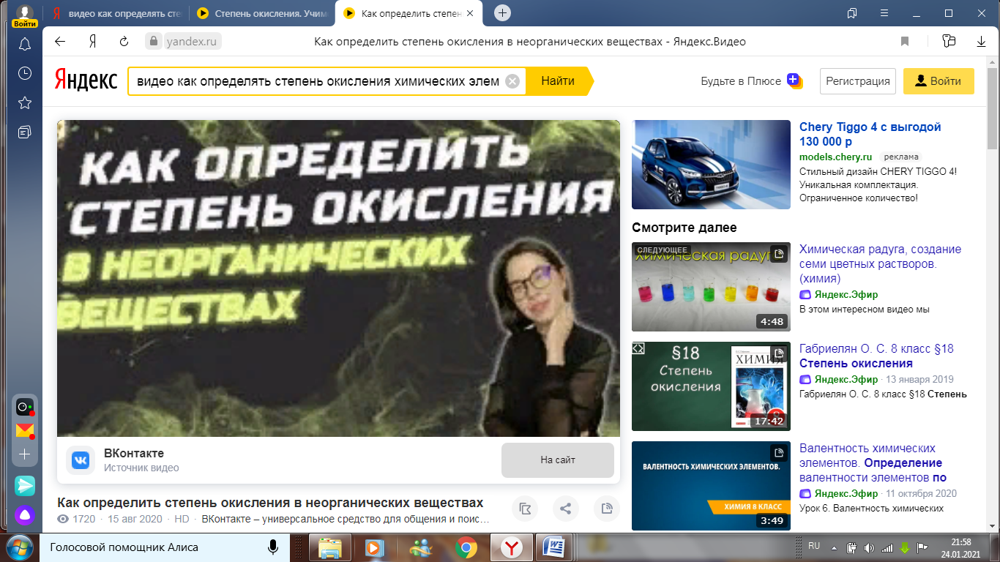 Войти
видео как определять сте
Степень окисления. Учим
Как определить степен
yandex.ru
Как определить степень окисления в неорганических веществах - Яндекс.Видео
Яндекс
видео как определять степень окисления химических элем
Найти
Будьте в Плюсе
Регистрация
Войти
КАК ОПРЕДЕЛИТЬ
СТЕПЕНЬ ОКИСЛЕНИЯ
В НЕОРГАНИЧЕСКИХ
ВЕЩЕСТВАХ
ВКонтакте
Источник видео
На сайт
Как определить степень окисления в неорганических веществах
1720 · 15 авг 2020 · HD · ВКонтакте – универсальное средство для общения и поис...
Chery Tiggo 4 с выгодой
130 000 р
models.chery.ru реклама
Стильный дизайн CHERY TIGGO 4!
Уникальная комплектация.
Ограниченное количество!
Смотрите далее
СЛЕДУЮЩЕЕ
Химическая радуга
4:48
Химическая радуга, создание
семи цветных растворов.
(химия)
Яндекс.Эфир
В этом интересном видео мы
§18
Степень
окисления
ХИМИЯ
8
17:42
Габриелян О. С. 8 класс §18
Степень окисления
Яндекс.Эфир · 13 января 2019
Габриелян О. С. 8 класс §18 Степень
ВАЛЕНТНОСТЬ ХИМИЧЕСКИХ ЭЛЕМЕНТОВ.
ХИМИЯ 8 КЛАСС
3:49
Валентность химических
элементов. Определение
валентности элементов по
Яндекс.Эфир · 11 октября 2020
Урок 6. Валентность химических
Голосовой помощник Алиса
RU
21:58
24.01.2021